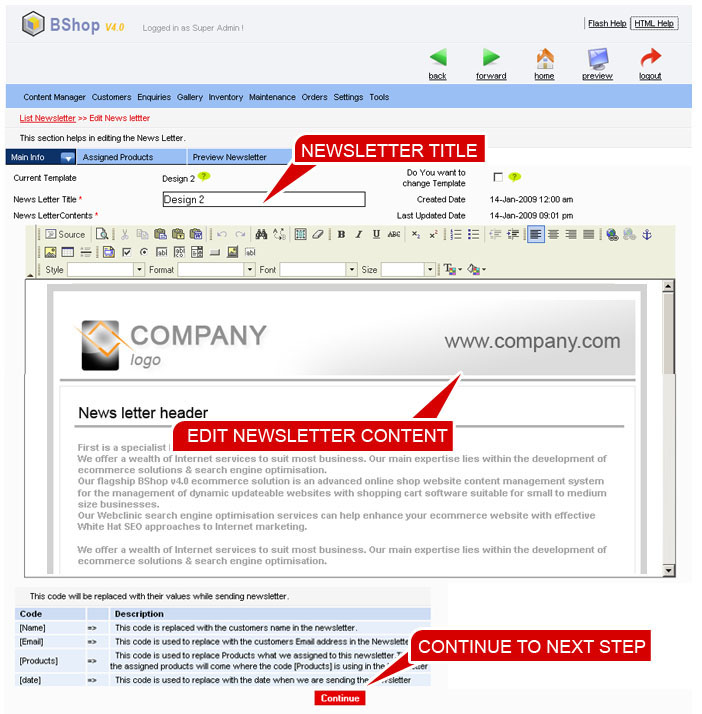 BShop V4.0
Logged in as Super Admin !
Flash Help HTML Help
back forward home preview logout
Content Manager Customers Enquiries Gallery Inventory Maintenance Orders Settings Tools
List Newsletter >> Edit News letter
This section helps in editing the News Letter.
Main Info Assigned Products Preview Newsletter
NEWSLETTER TITLE
Current Template Design 2 ?
Do You want to
change Template ?
News Letter Title * Design 2
Created Date 14-Jan-2009 12:00 am
News LetterContents *
Last Updated Date 14-Jan-2009 09:01 pm
Source B I U ABC
Style Format Font Size
COMPANY
logo
www.company.com
News letter header
EDIT NEWSLETTER CONTENT
First is a specialist
We offer a wealth of Internet services to suit most business. Our main expertise lies within the development of
ecommerce solutions & search engine optimisation.
Our flagship BShop v4.0 ecommerce solution is an advanced online shop website content management system
for the management of dynamic updateable websites with shopping cart software suitable for small to medium
size businesses.
Our Webclinic search engine optimisation services can help enhance your ecommerce website with effective
White Hat SEO approaches to Internet marketing.
We offer a wealth of Internet services to suit most business. Our main expertise lies within the development of
ecommerce solutions & search engine optimisation.
This code will be replaced with their values while sending newsletter.
Code Description
[Name] => This code is replaced with the customers name in the newsletter.
[Email] => This code is used to replace with the customers Email address in the Newslette
[Products] => This code is used to replace Products what we assigned to this newsletter.
the assigned products will come where the code [Products] is using in the letter
[date] => This code is used to replace with the date when we are sending the newsletter
CONTINUE TO NEXT STEP
Continue